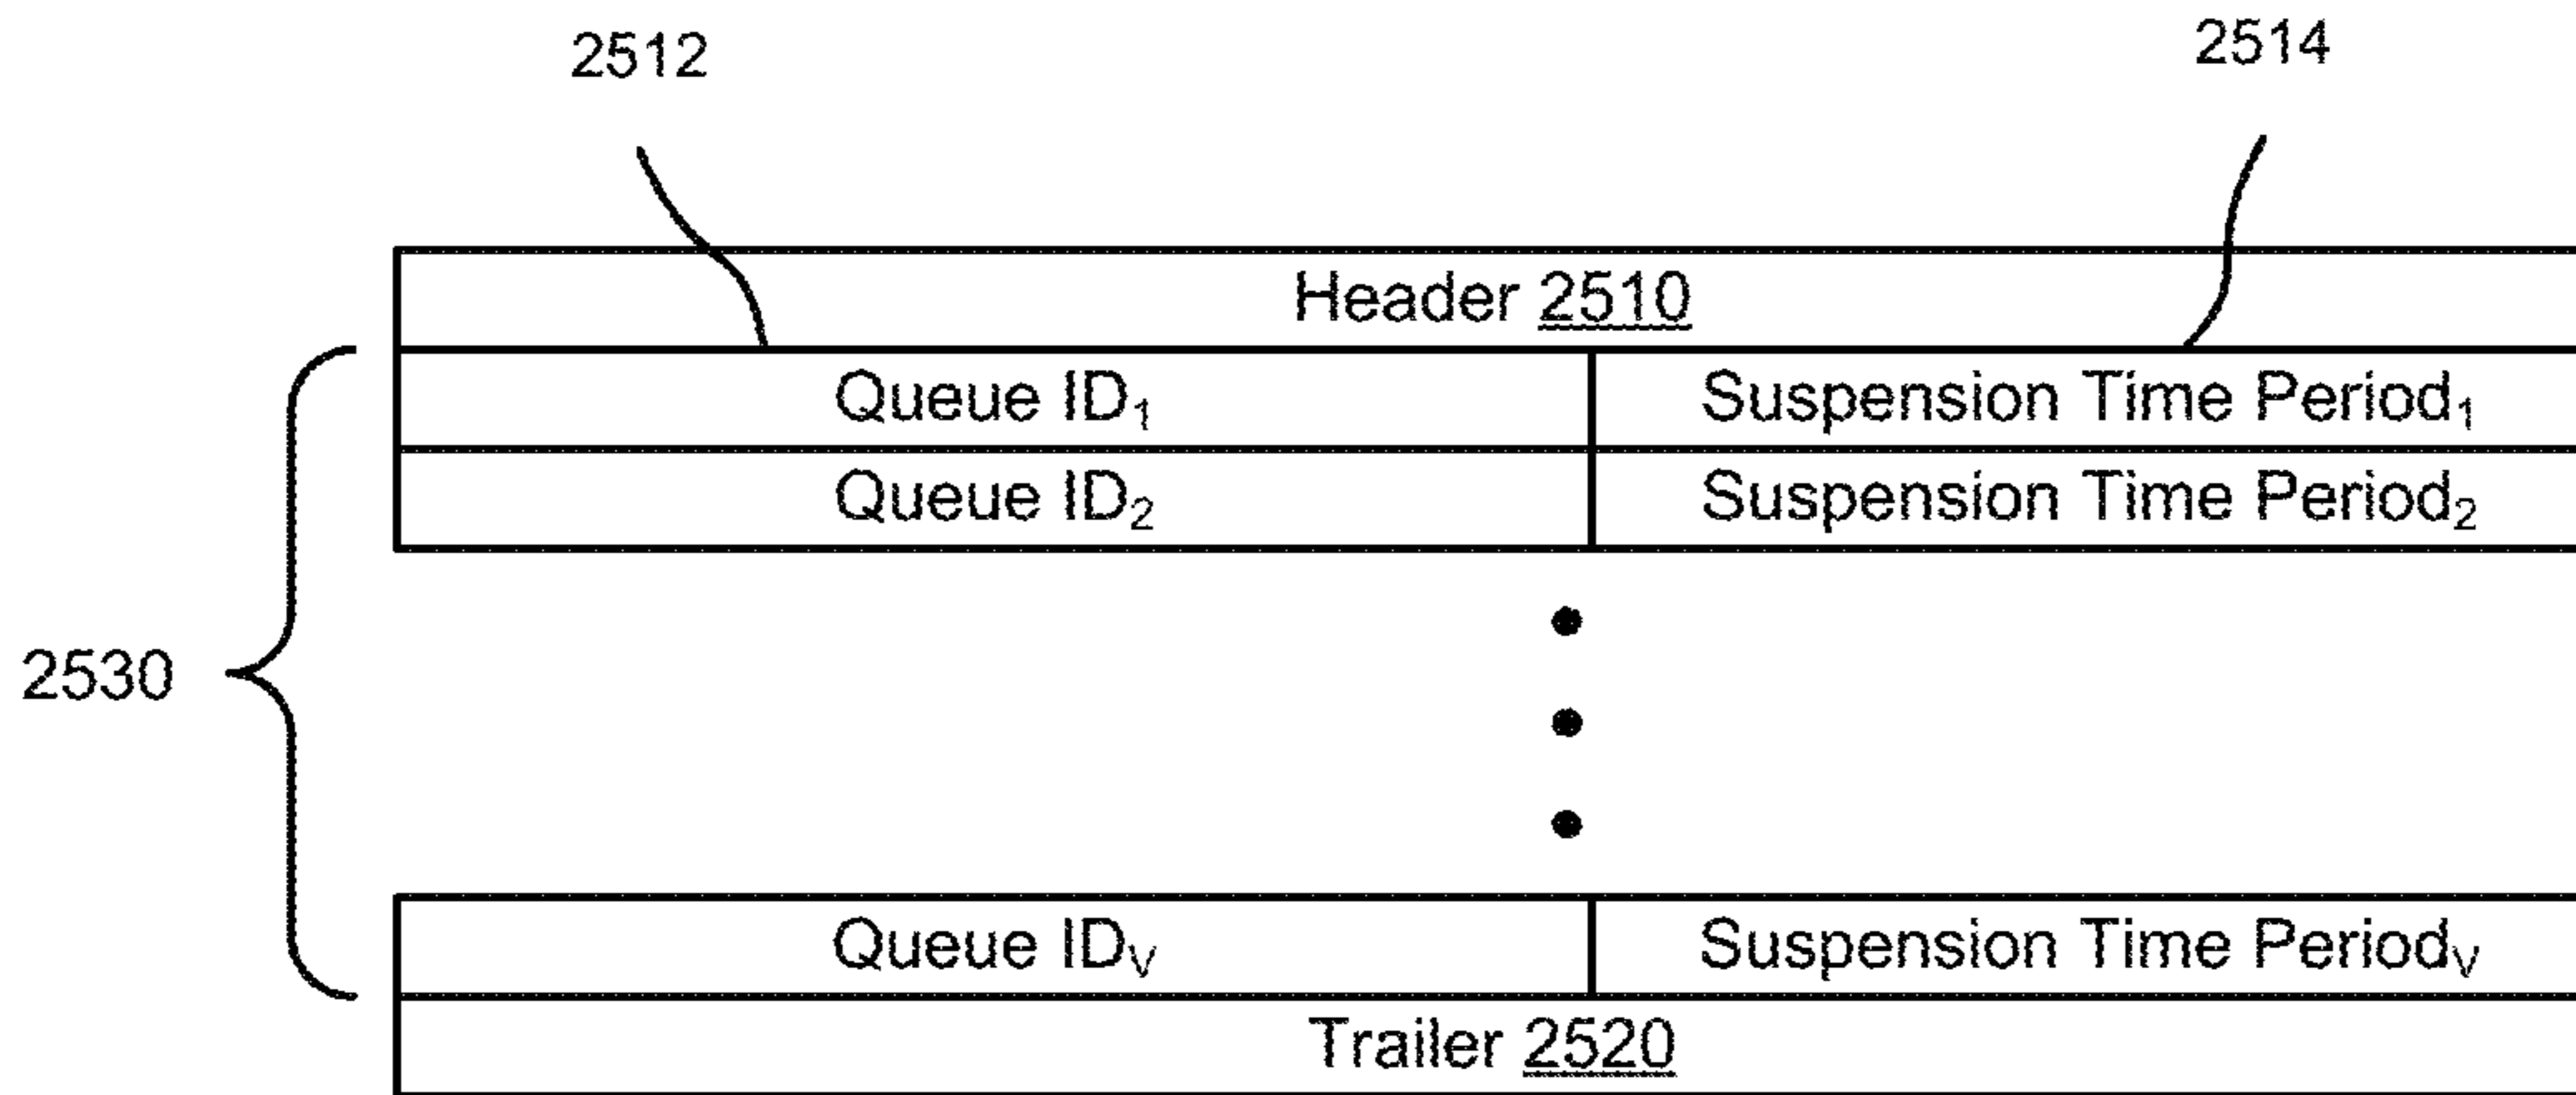 2512 2514
Header 2510
Queue ID₁ Suspension Time Period₁
Queue ID₂ Suspension Time Period₂
2530
Queue IDV Suspension Time PeriodV
Trailer 2520